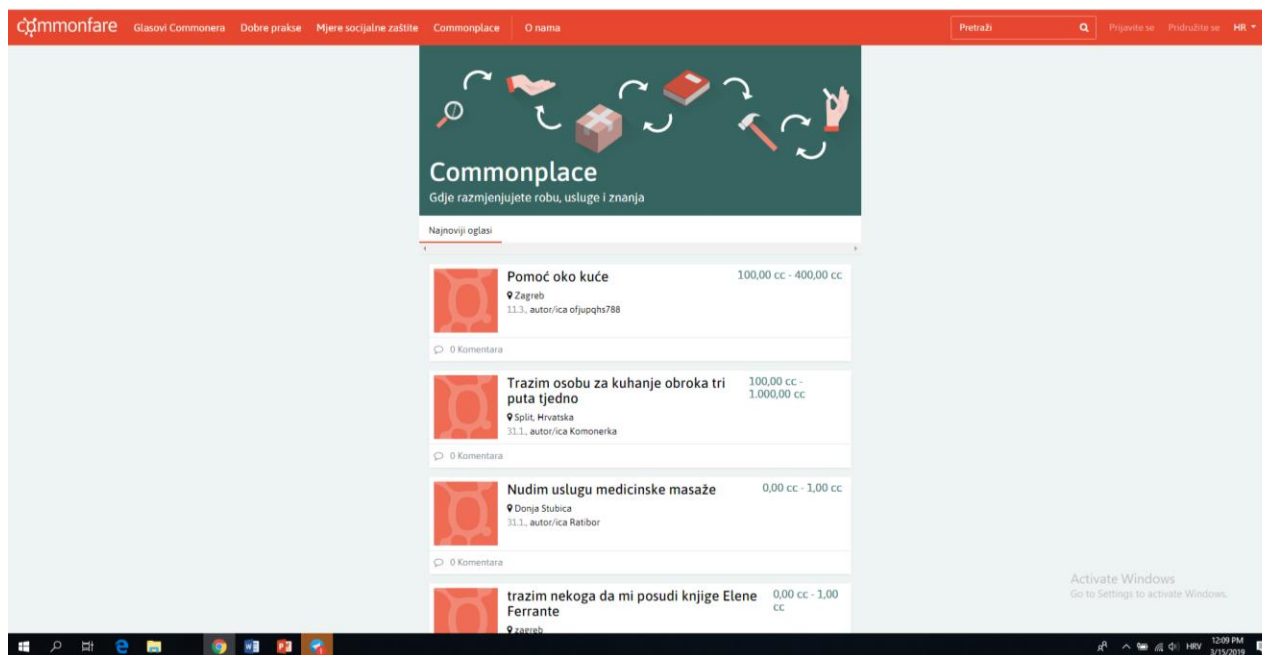 commonfare Glasovi Commonera Dobre prakse Mjere socijalne zaštite Commonplace O nama Pretraži Prijavite se Pridružite se HR
Commonplace
Gdje razmjenjujete robu, usluge i znanja
Najnoviji oglasi
Pomoć oko kuće 100,00 cc - 400,00 cc
Zagreb
11.3., autor/ica ofjupqhs788
0 Komentara
Trazim osobu za kuhanje obroka tri 100,00 cc -
puta tjedno 1.000,00 cc
Split, Hrvatska
31.1., autor/ica Komonerka
0 Komentara
Nudim uslugu medicinske masaže 0,00 cc - 1,00 cc
Donja Stubica
31.1., autor/ica Ratibor
0 Komentara
trazim nekoga da mi posudi knjige Elene 0,00 cc - 1,00
Ferrante cc
zagreb
Activate Windows
Go to Settings to activate Windows.
HRV 12:09 PM
3/15/2019